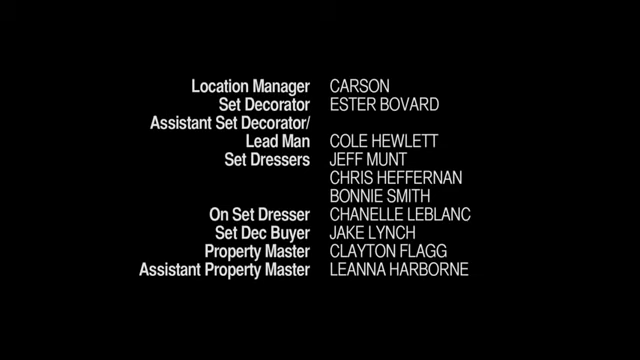 Location Manager CARSON
Set Decorator ESTER BOVARD
Assistant Set Decorator/
Lead Man COLE HEWLETT
Set Dressers JEFF MUNT
CHRIS HEFFERNAN
BONNIE SMITH
On Set Dresser CHANELLE LEBLANC
Set Dec Buyer JAKE LYNCH
Property Master CLAYTON FLAGG
Assistant Property Master LEANNA HARBORNE